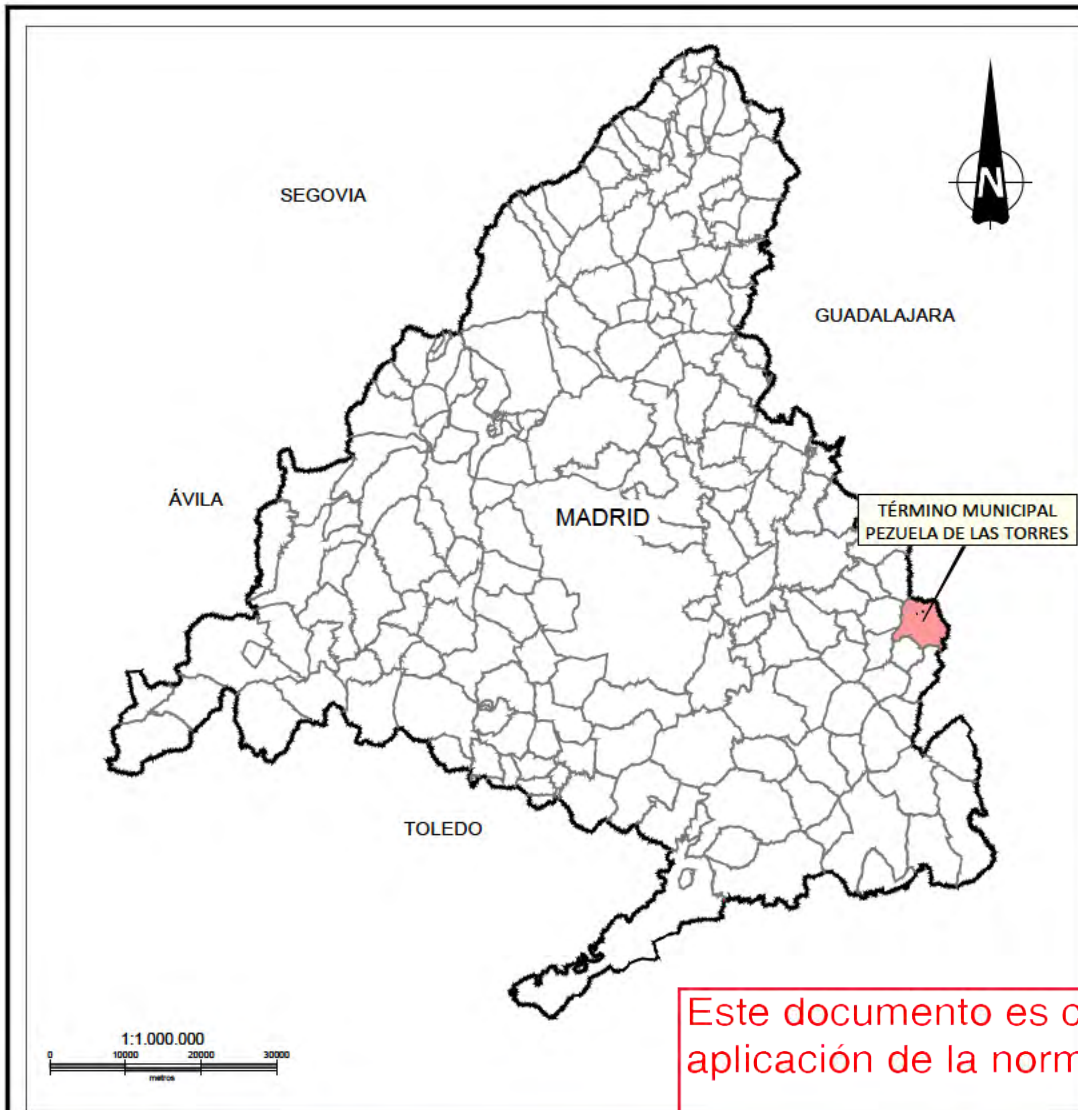 N
SEGOVIA
GUADALAJARA
ÁVILA
MADRID
TÉRMINO MUNICIPAL
PEZUELA DE LAS TORRES
TOLEDO
1:1.000.000
0 10000 20000 30000
metros
Este documento es c
aplicación de la norm